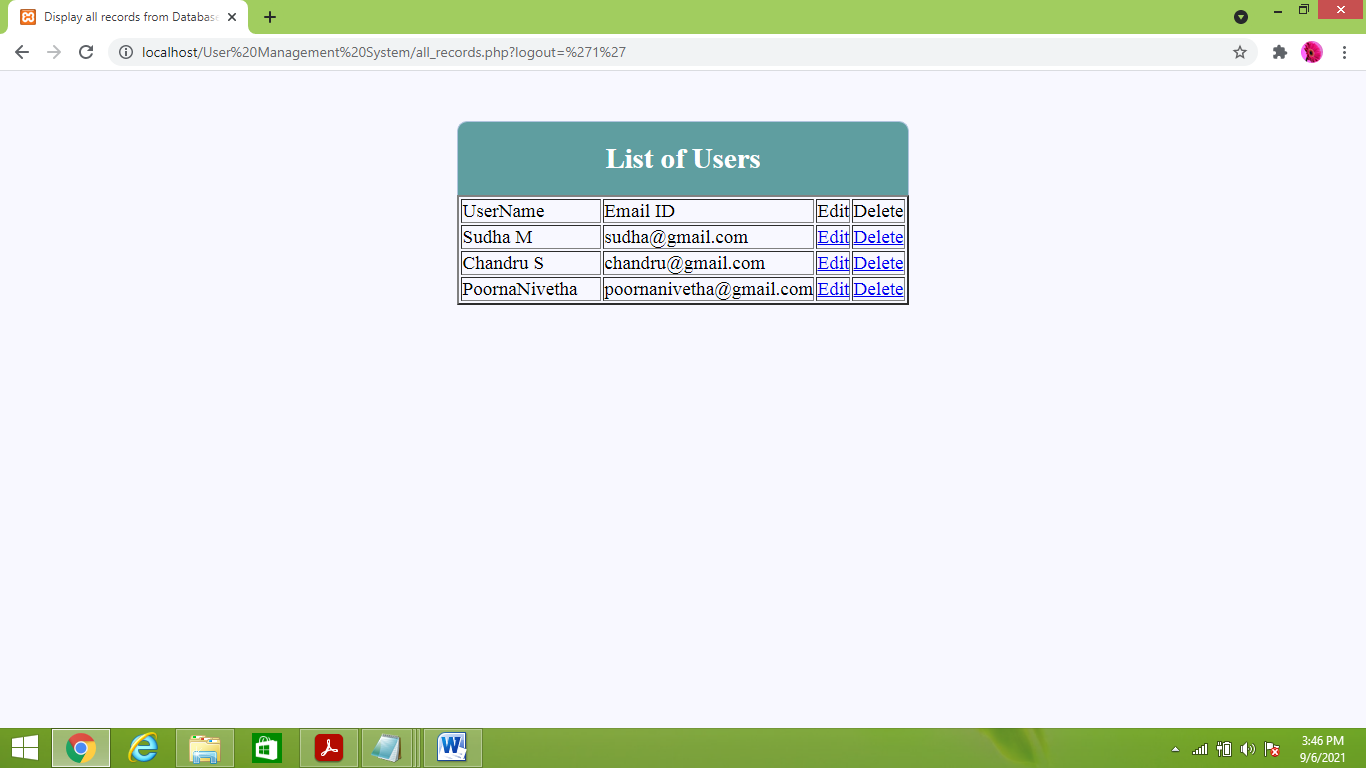 Display all records from Database
localhost/User%20Management%20System/all_records.php?logout=%271%27
List of Users
UserName Email ID Edit Delete
Sudha M sudha@gmail.com Edit Delete
Chandru S chandru@gmail.com Edit Delete
PoornaNivetha poornanivetha@gmail.com Edit Delete
3:46 PM
9/6/2021